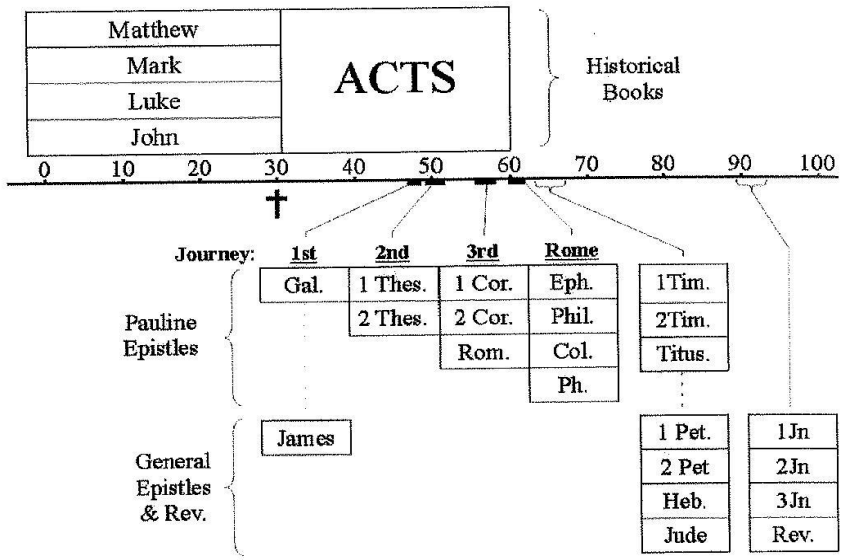 Matthew
Mark
Luke
John
ACTS
Historical
Books
0 10 20 30 40 50 60 70 80 90 100
Journey: 1st 2nd 3rd Rome
Pauline
Epistles
Gal. 1 Thes. 1 Cor. Eph. 1Tim.
2 Thes. 2 Cor. Phil. 2Tim.
Rom. Col. Titus.
Ph.
General
Epistles
& Rev.
James 1 Pet. 1Jn
2 Pet 2Jn
Heb. 3Jn
Jude Rev.